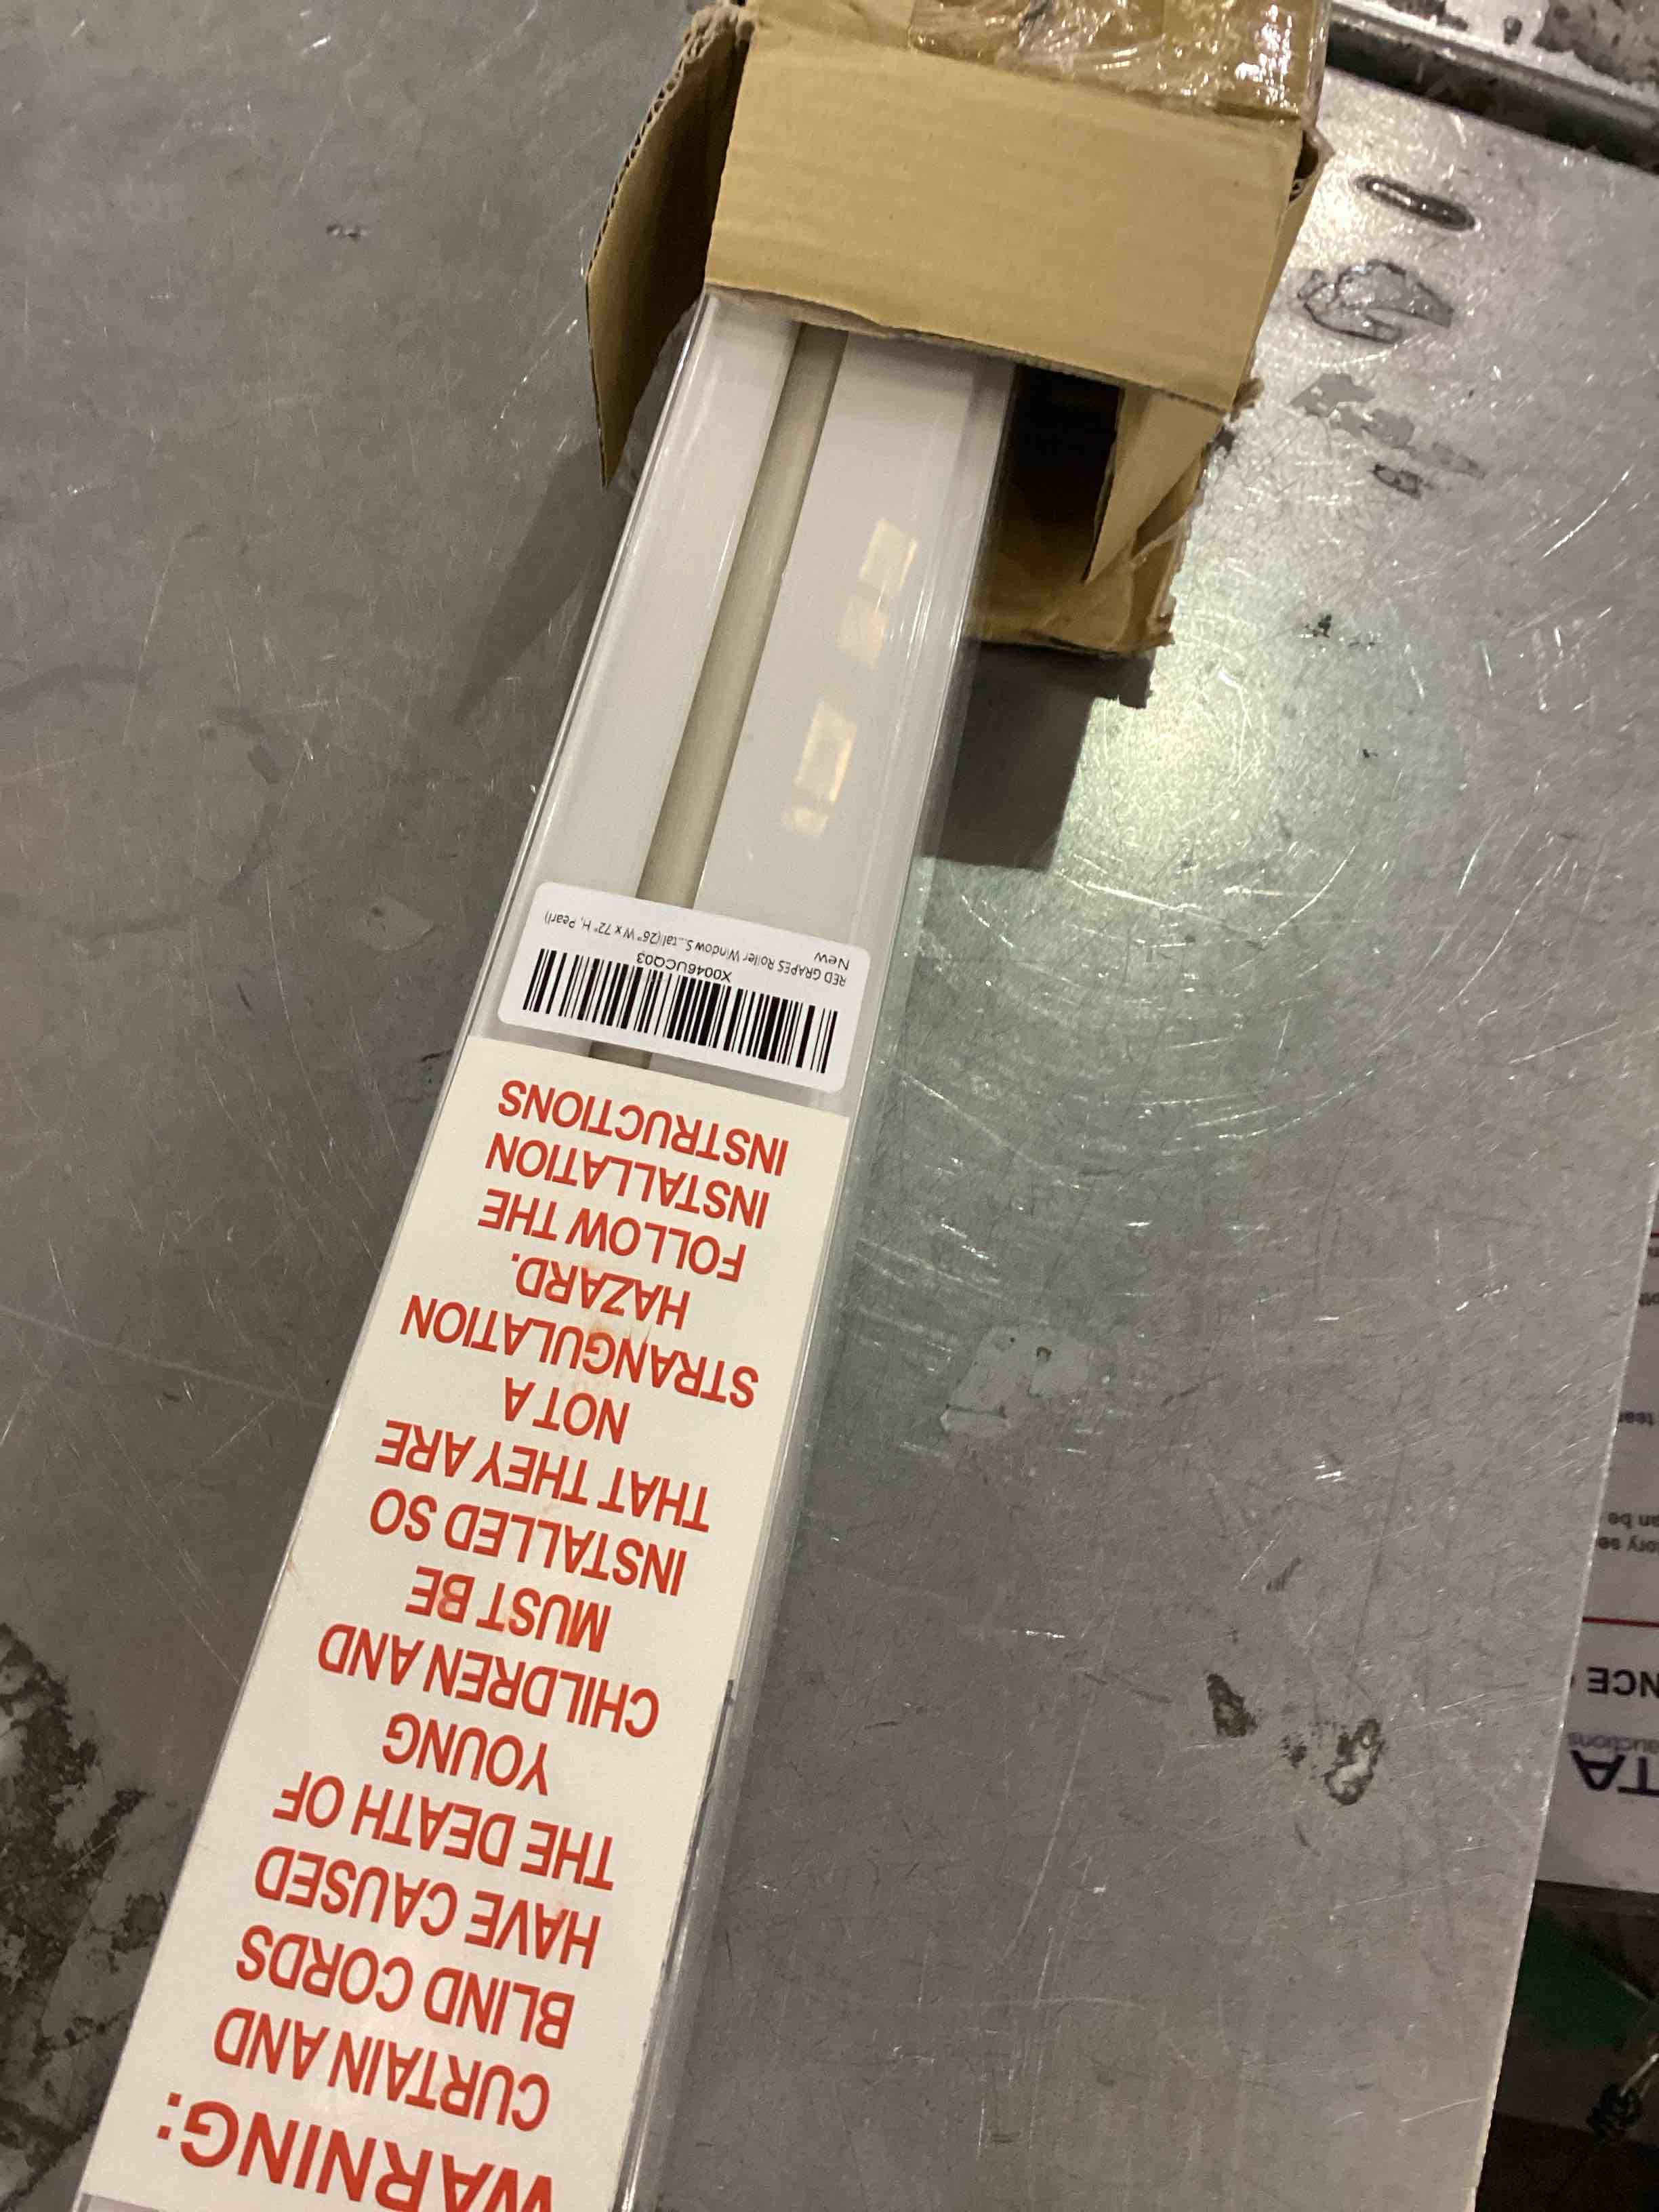 WARNING:
CURTAIN AND
BLIND CORDS
HAVE CAUSED
THE DEATH OF
YOUNG
CHILDREN AND
MUST BE
INSTALLED SO
THAT THEY ARE
NOT A
STRANGULATION
HAZARD.
FOLLOW THE
INSTALLATION
INSTRUCTIONS
X0046UCQ03
RED GRAPES Roller Window S...tal(26" W x 72" H, Pearl)
New